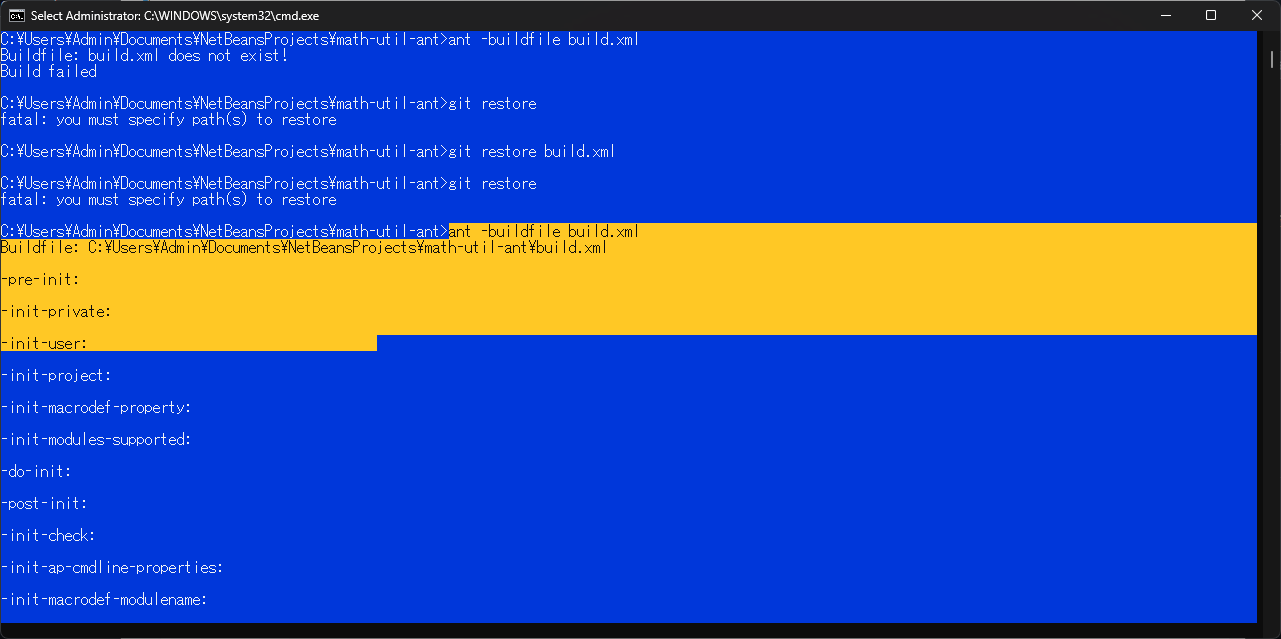 Select Administrator: C:\WINDOWS\system32\cmd.exe
C:¥Users¥Admin¥Documents¥NetBeansProjects¥math-util-ant>ant -buildfile build.xml
Buildfile: build.xml does not exist!
Build failed
C:¥Users¥Admin¥Documents¥NetBeansProjects¥math-util-ant>git restore
fatal: you must specify path(s) to restore
C:¥Users¥Admin¥Documents¥NetBeansProjects¥math-util-ant>git restore build.xml
C:¥Users¥Admin¥Documents¥NetBeansProjects¥math-util-ant>git restore
fatal: you must specify path(s) to restore
C:¥Users¥Admin¥Documents¥NetBeansProjects¥math-util-ant>ant -buildfile build.xml
Buildfile: C:¥Users¥Admin¥Documents¥NetBeansProjects¥math-util-ant¥build.xml
-pre-init:
-init-private:
-init-user:
-init-project:
-init-macrodef-property:
-init-modules-supported:
-do-init:
-post-init:
-init-check:
-init-ap-cmdline-properties:
-init-macrodef-modulename: